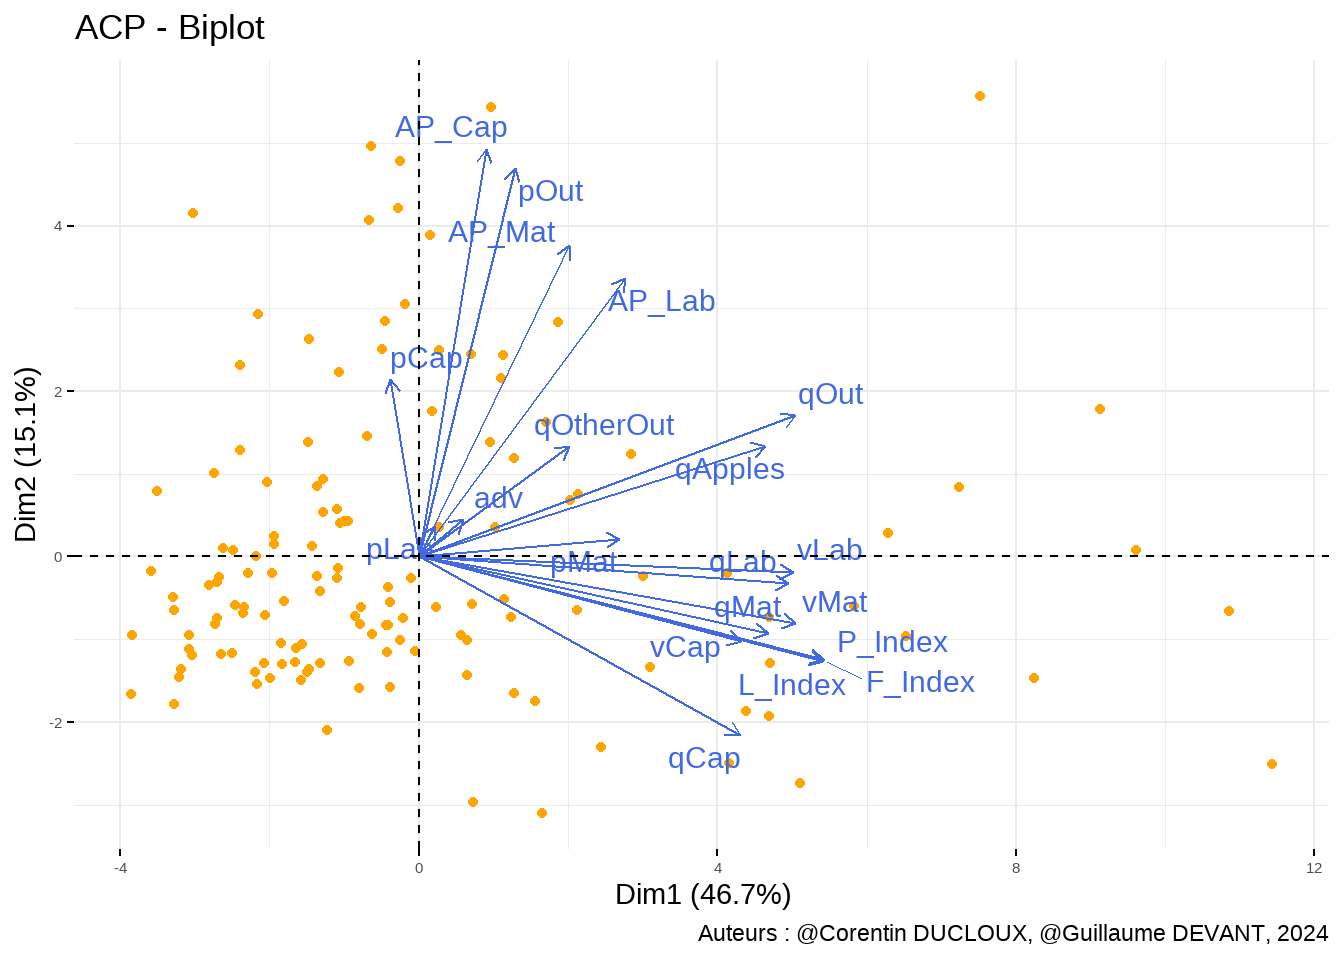 ACP - Biplot
AP_Cap
pOut
AP_Mat
AP_Lab
pCap
qOut
qOtherOut
qApples
adv
pLa
pMat
qLab
vLab
qMat
vMat
vCap
P_Index
L_Index
F_Index
qCap
4
2
0
-2
Dim2 (15.1%)
-4
0
4
8
12
Dim1 (46.7%)
Auteurs : @Corentin DUCLOUX, @Guillaume DEVANT, 2024